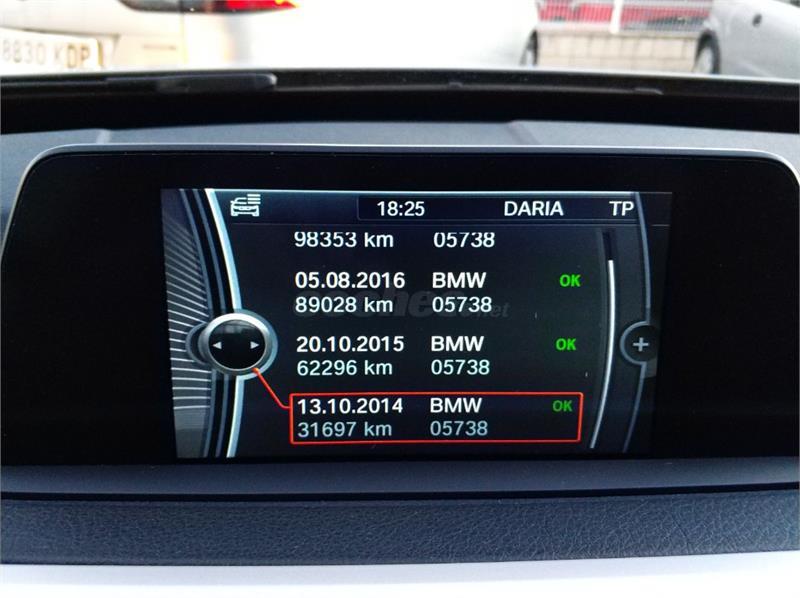 8830 KDP
18:25 DARIA TP
98353 km 05738
05.08.2016 BMW OK
89028 km 05738
20.10.2015 BMW OK
62296 km 05738
13.10.2014 BMW OK
31697 km 05738